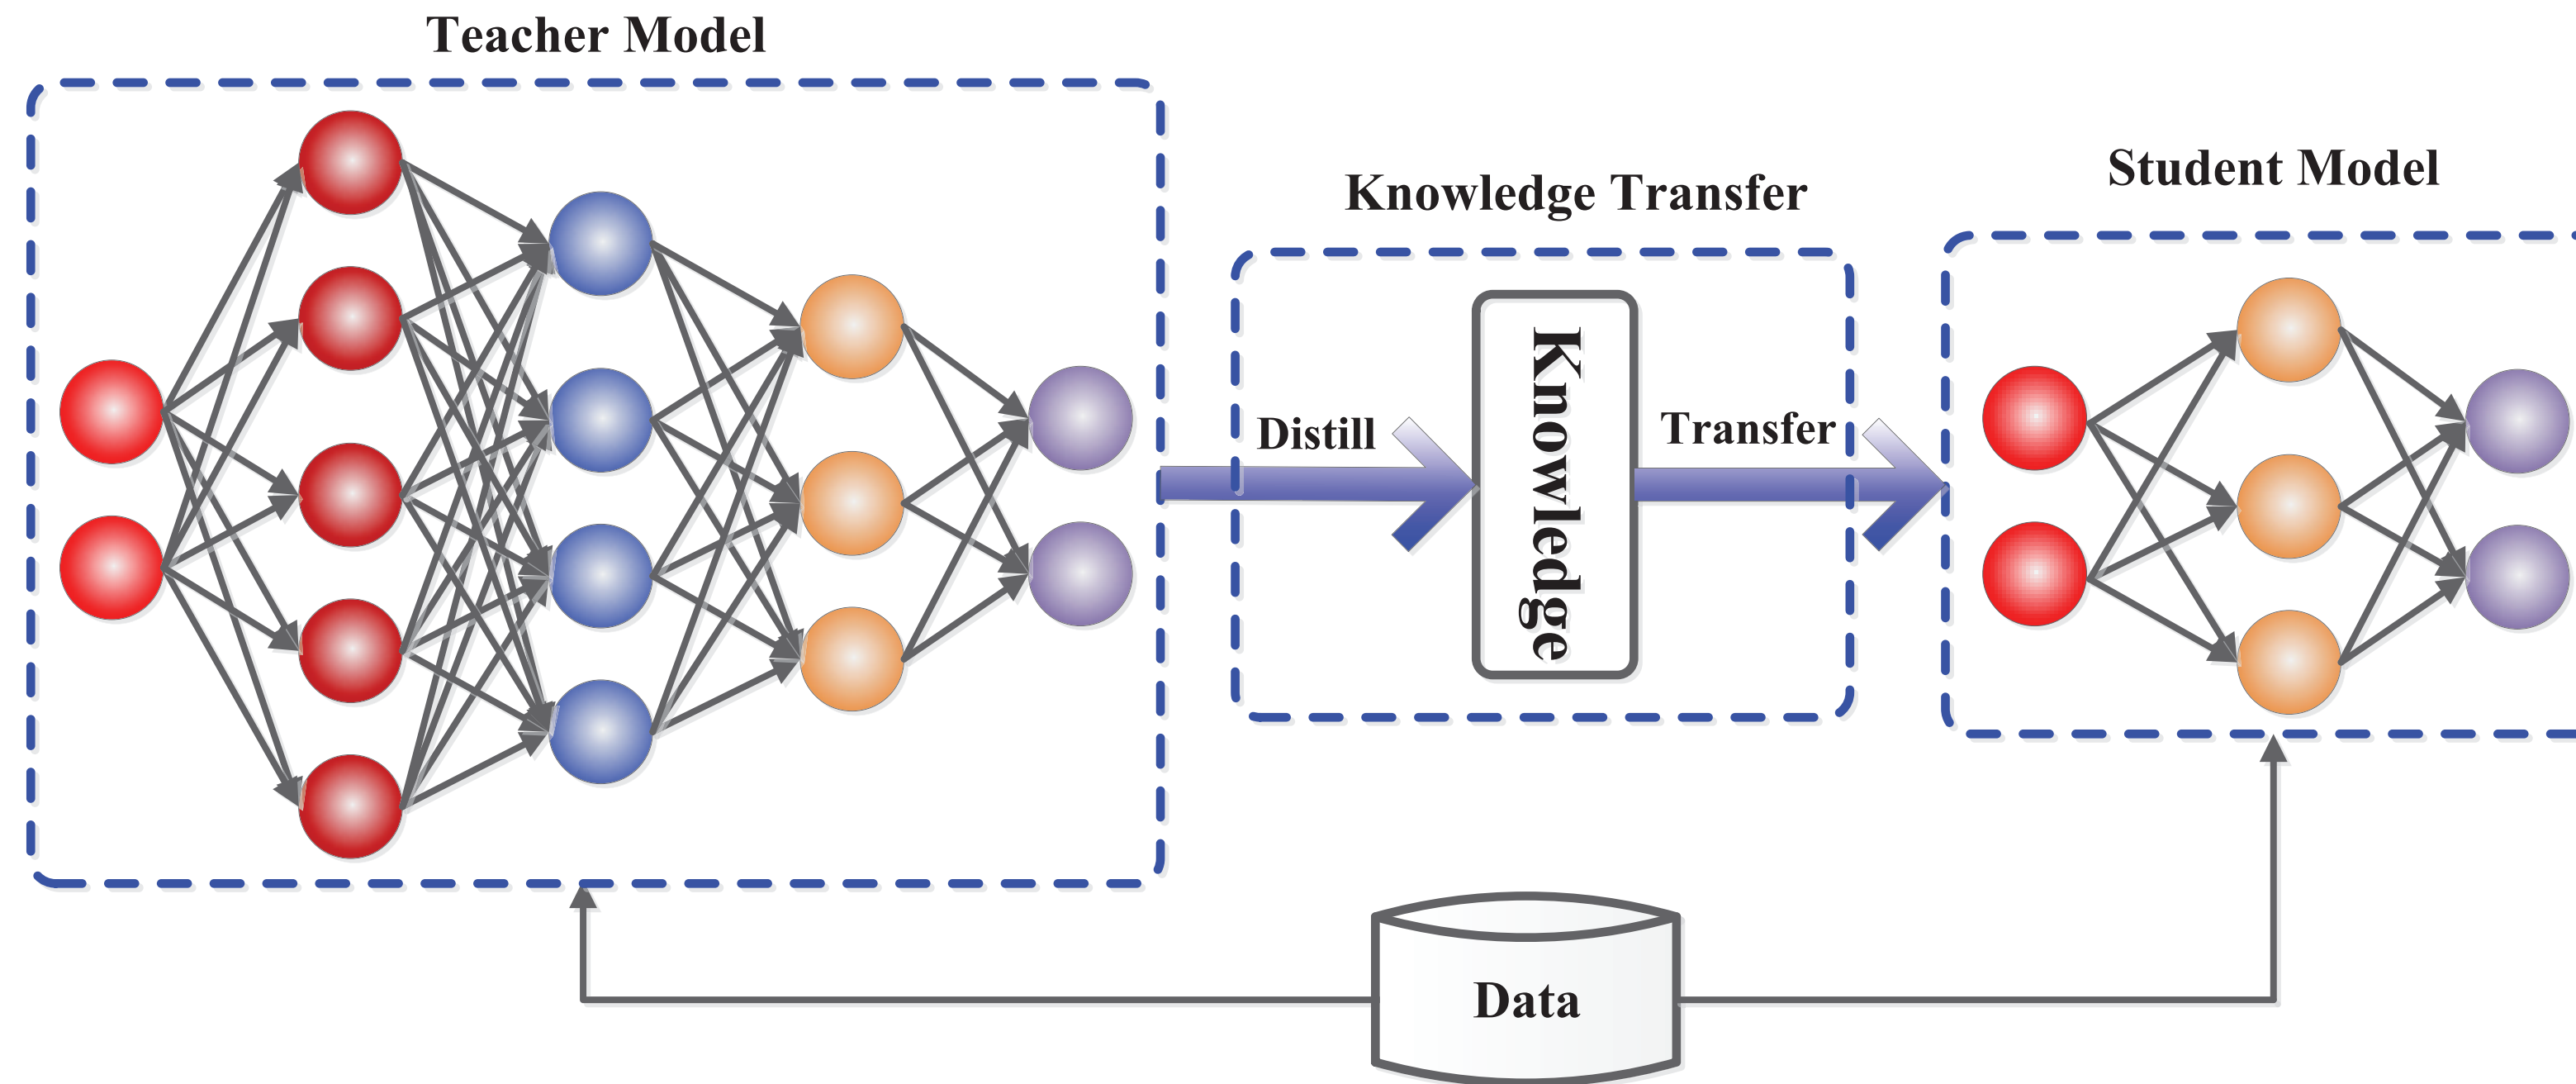 Teacher Model
Knowledge Transfer
Student Model
Distill
Knowledge
Transfer
Data